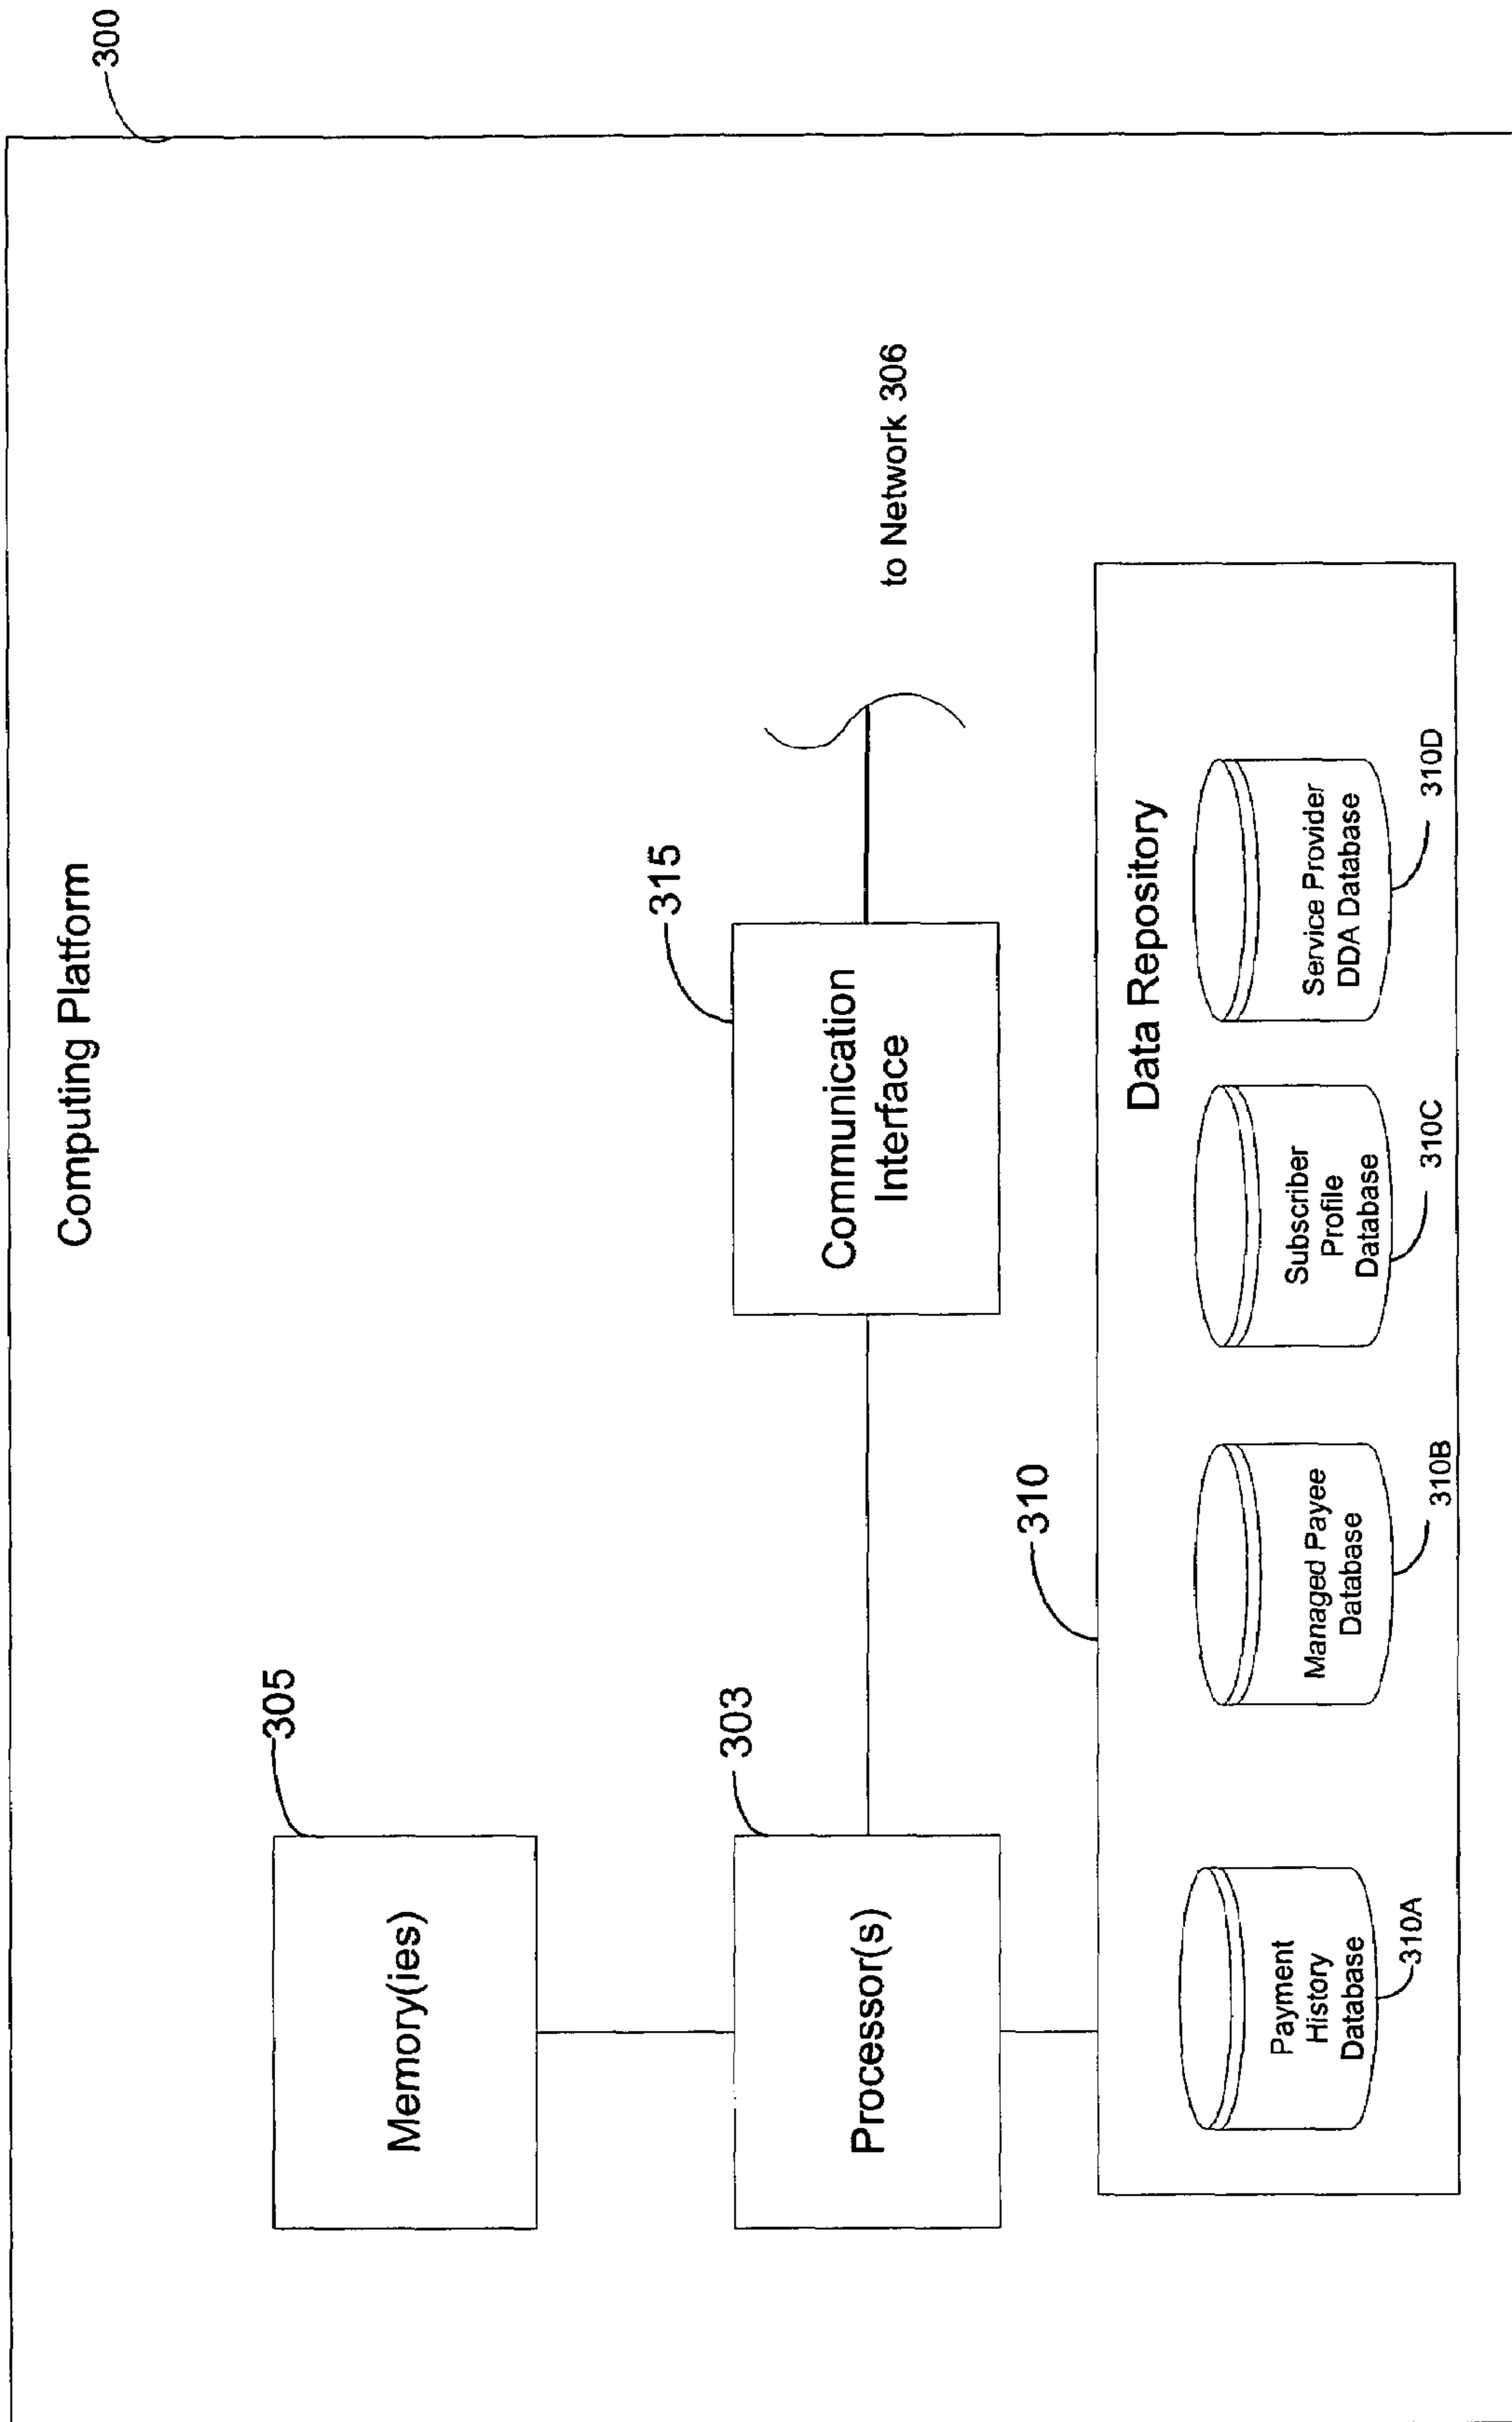 Computing Platform
300
Memory(ies)
305
Processor(s)
303
Communication
Interface
315
to Network 306
310
Data Repository
Payment
History
Database
310A
Managed Payee
Database
310B
Subscriber
Profile
Database
310C
Service Provider
DDA Database
310D